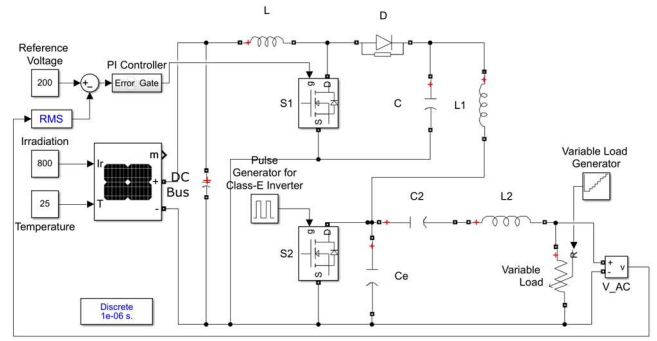 L
D
Reference
Voltage
200
PI Controller
Error Gate
RMS
g
D
S
S1
C
L1
Irradiation
800
Ir
m
+
-
DC
Bus
T
25
Temperature
Pulse
Generator for
Class-E Inverter
g
D
S
S2
C2
L2
Ce
Variable Load
Generator
R
Variable
Load
+
-
v
V_AC
Discrete
1e-06 s.